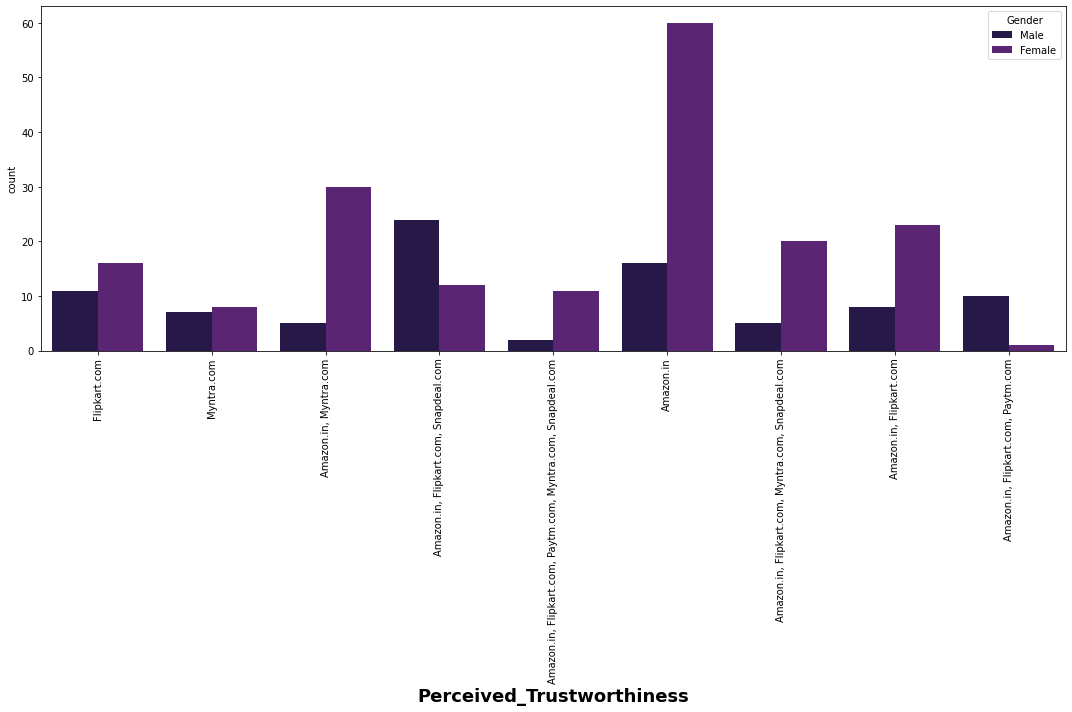 60
50
40
30
20
10
0
count
Gender
Male
Female
Flipkart.com
Myntra.com
Amazon.in, Myntra.com
Amazon.in, Flipkart.com, Snapdeal.com
Amazon.in, Flipkart.com, Paytm.com, Myntra.com, Snapdeal.com
Amazon.in
Amazon.in, Flipkart.com, Myntra.com, Snapdeal.com
Amazon.in, Flipkart.com
Amazon.in, Flipkart.com, Paytm.com
Perceived_Trustworthiness